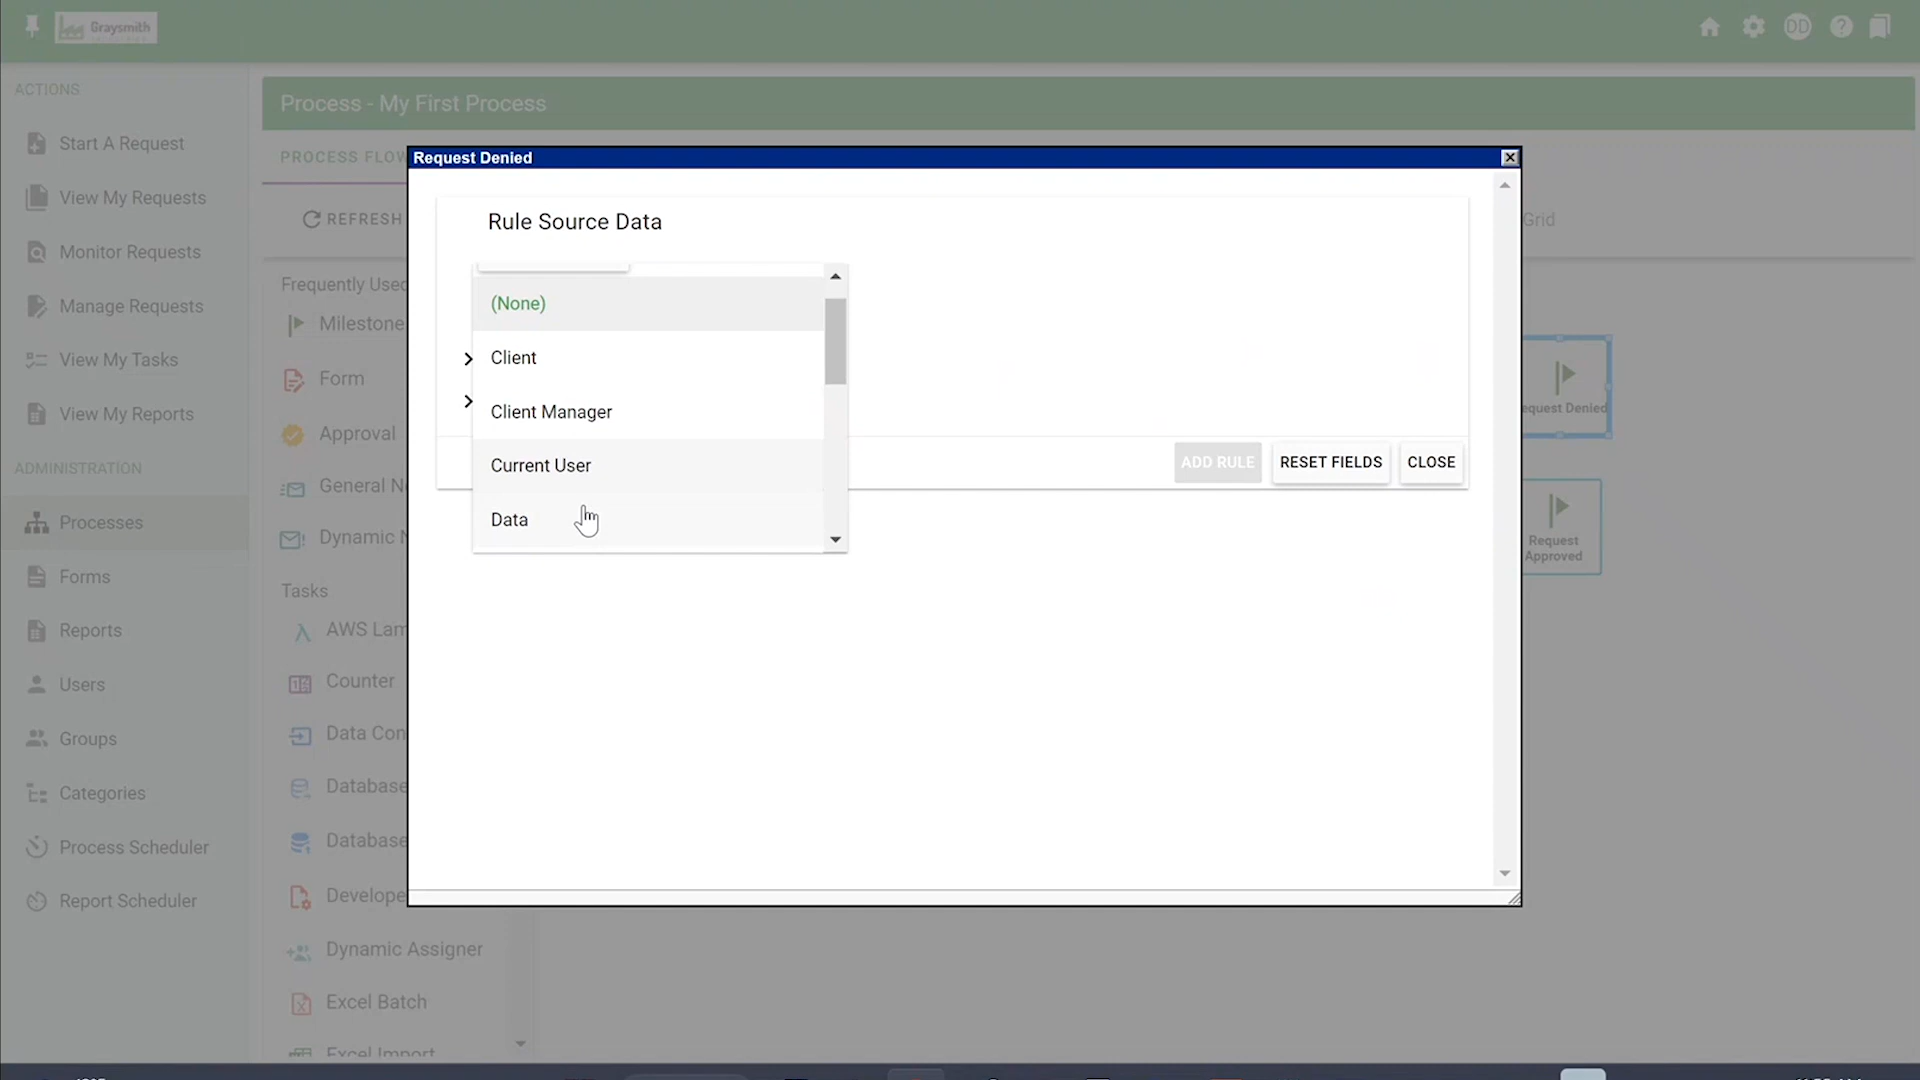 Graysmith
DD
?
ACTIONS
Start A Request
View My Requests
Monitor Requests
Manage Requests
View My Tasks
View My Reports
ADMINISTRATION
Processes
Forms
Reports
Users
Groups
Categories
Process Scheduler
Report Scheduler
Process - My First Process
PROCESS FLOW
REFRESH
Grid
Frequently Used
Milestone
Form
Approval
General N
Dynamic N
Tasks
AWS Lam
Counter
Data Con
Database
Database
Develope
Dynamic Assigner
Excel Batch
Excel Import
Request Denied
Rule Source Data
(None)
Client
Client Manager
Current User
Data
ADD RULE
RESET FIELDS
CLOSE
equest Denied
Request
Approved